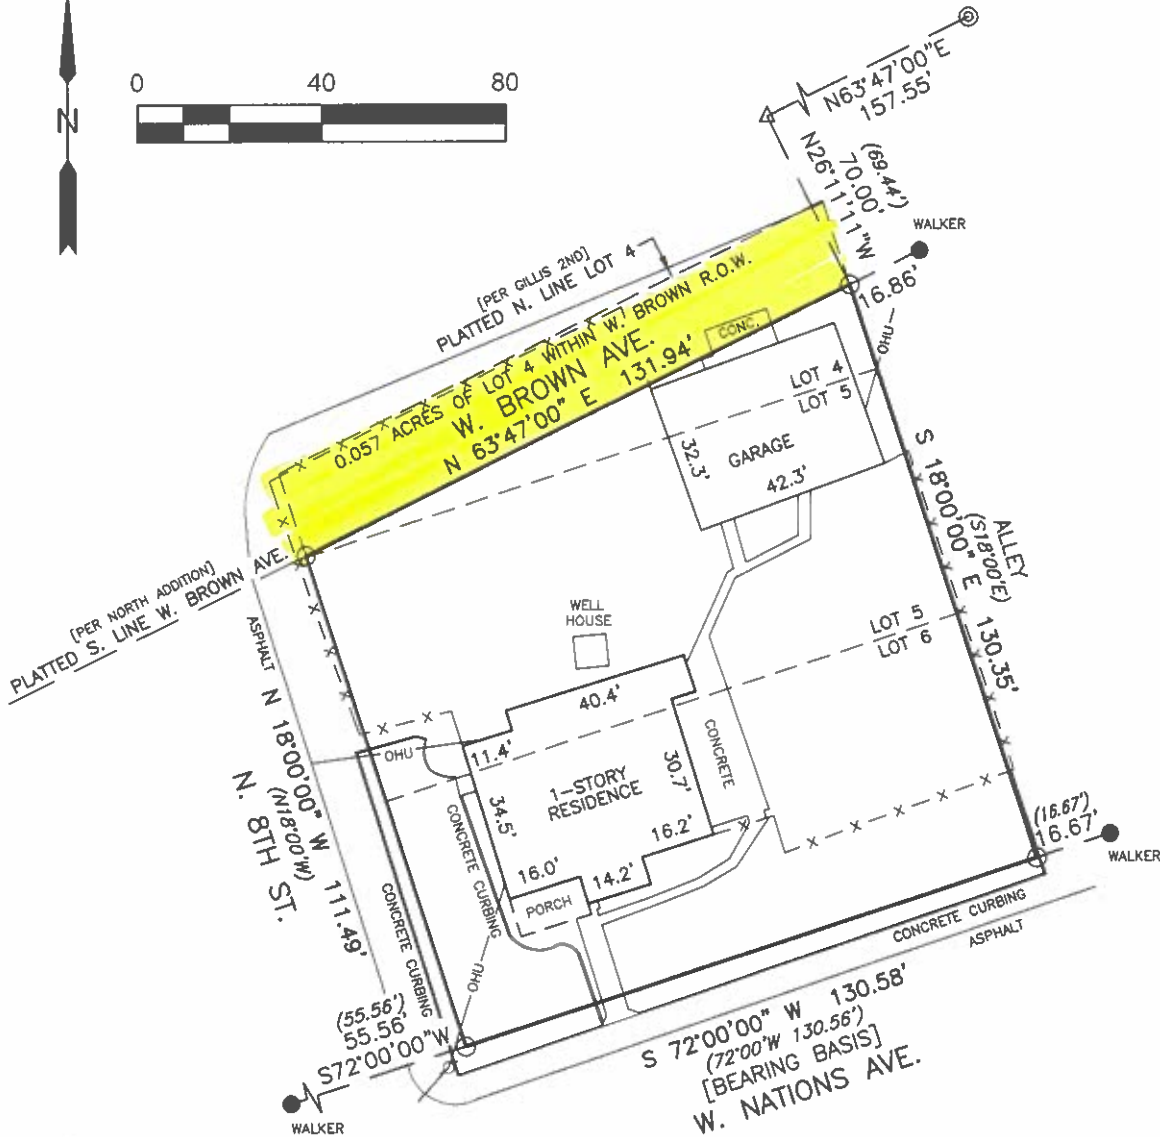 0 40 80
N
N63°47'00"E
157.55'
(69.44')
70.00'
N26°11'11"W
WALKER
16.86'
OHU
[PER GILLIS 2ND]
PLATTED N. LINE LOT 4
0.057 ACRES OF LOT 4 WITHIN W. BROWN R.O.W.
W. BROWN AVE.
N 63°47'00" E 131.94'
CONC.
LOT 4
LOT 5
GARAGE
32.3'
42.3'
S 18°00'00" E 130.35'
(S18°00'E)
ALLEY
[PER NORTH ADDITION]
PLATTED S. LINE W. BROWN AVE.
ASPHALT
WELL
HOUSE
LOT 5
LOT 6
N 18°00'00" W 111.49'
(N18°00'W)
N. 8TH ST.
OHU
40.4'
11.4'
1-STORY
RESIDENCE
30.7'
34.5'
16.2'
16.0'
14.2'
PORCH
CONCRETE
CONCRETE CURBING
CONCRETE CURBING
OHU
(16.67')
16.67'
WALKER
CONCRETE CURBING
ASPHALT
(55.56')
55.56'
S72°00'00"W
WALKER
S 72°00'00" W 130.58'
(72°00'W 130.56')
[BEARING BASIS]
W. NATIONS AVE.